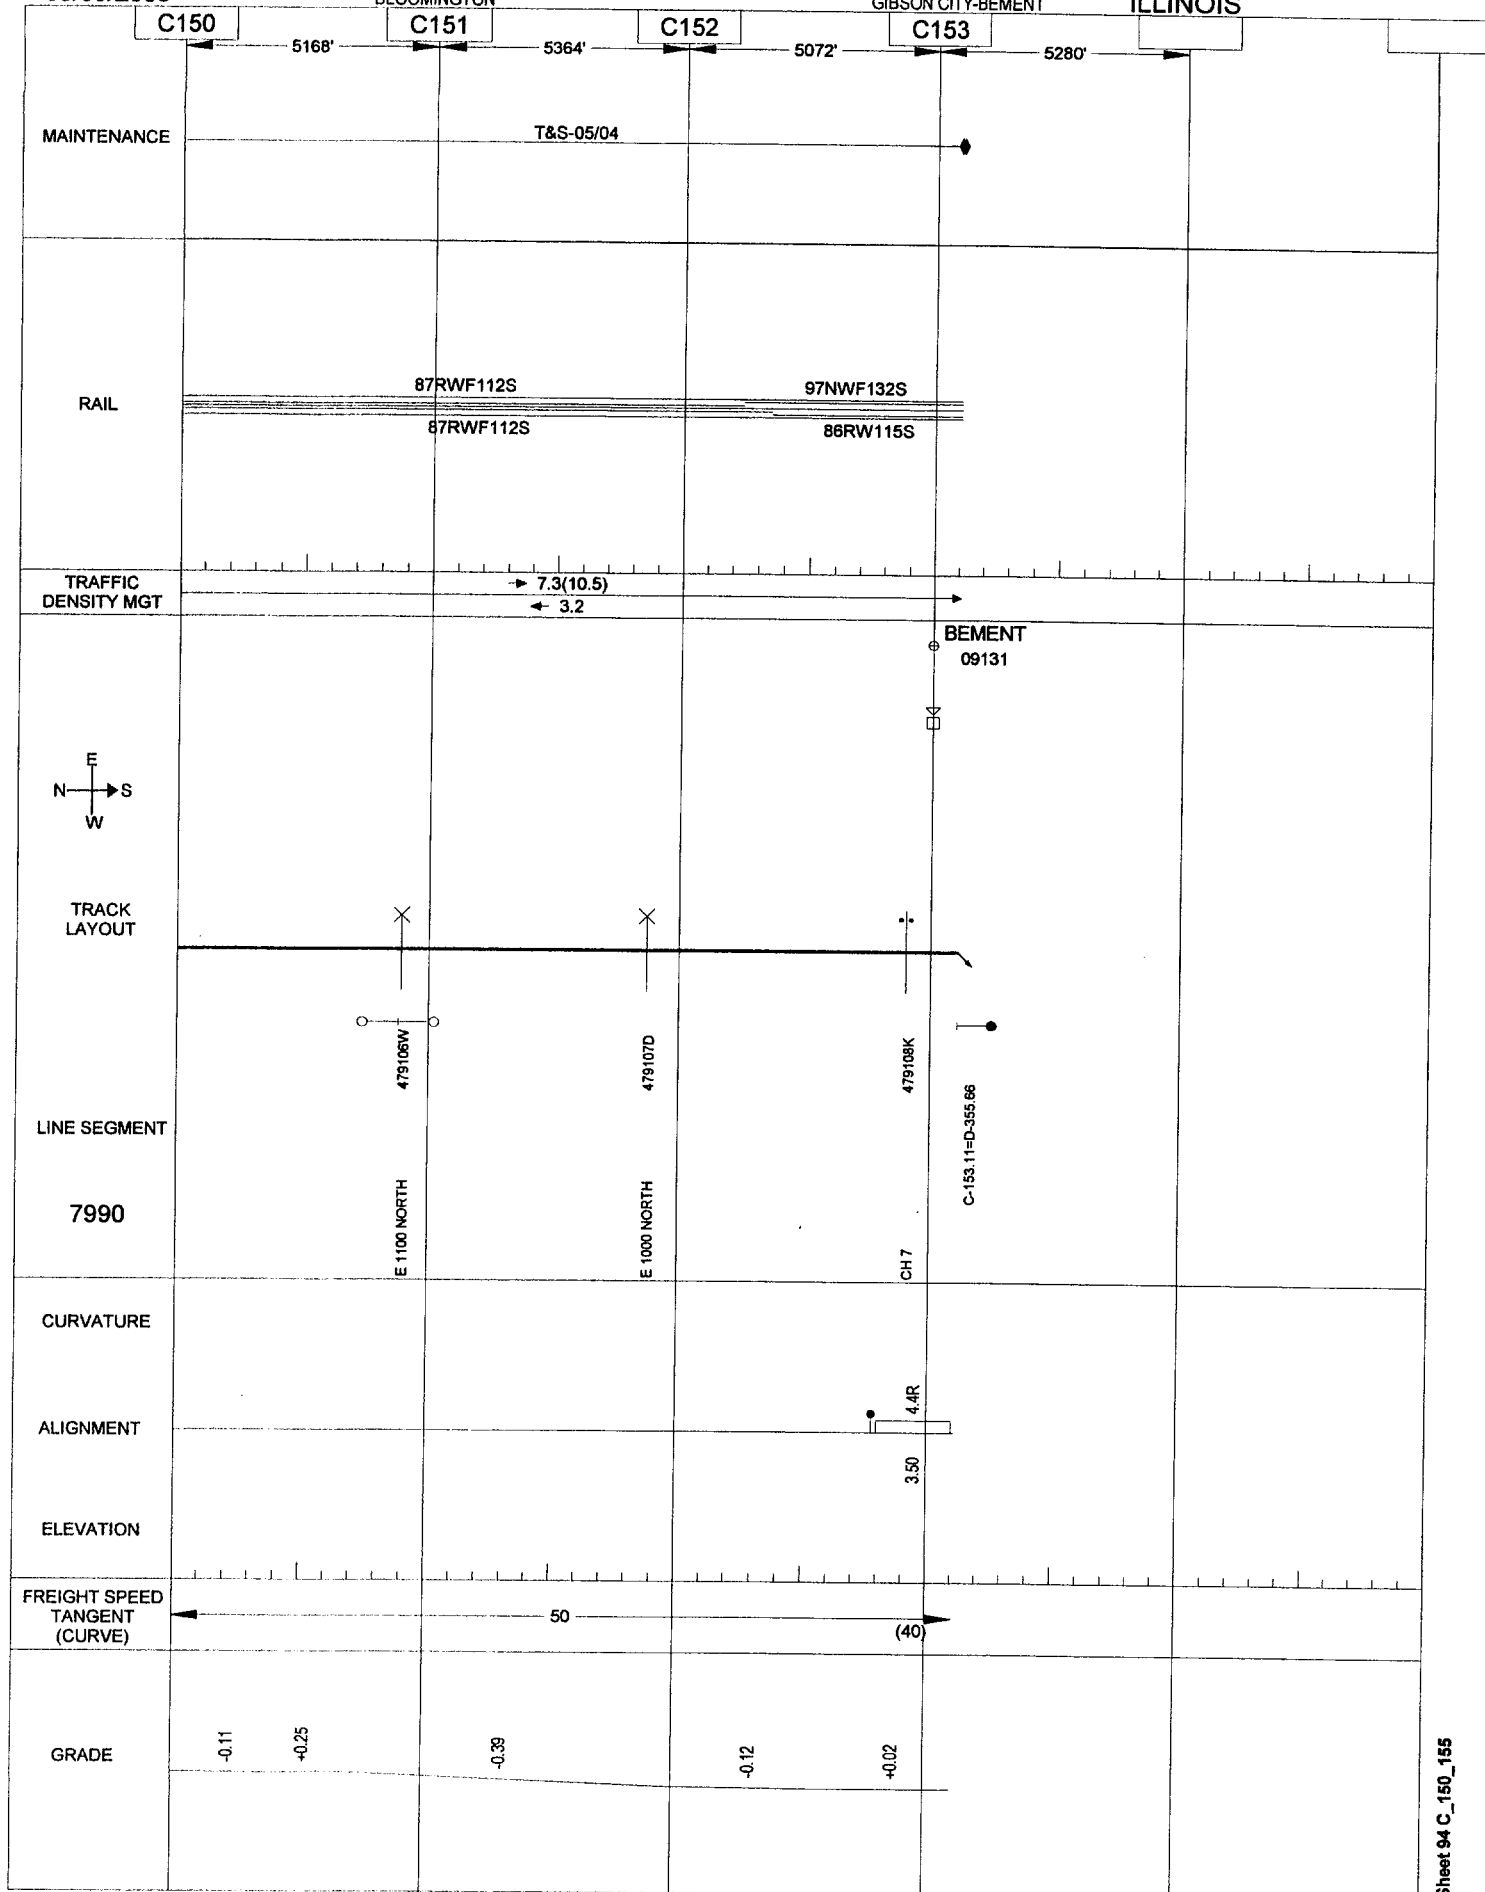 BLOOMINGTON
GIBSON CITY-BEMENT
ILLINOIS
C150
C151
C152
C153
5168'
5364'
5072'
5280'
MAINTENANCE
T&S-05/04
RAIL
87RWF112S
97NWF132S
87RWF112S
86RW115S
TRAFFIC
DENSITY MGT
7.3(10.5)
3.2
BEMENT
09131
E
N S
W
TRACK
LAYOUT
479106W
479107D
479108K
C-153.11=D-355.66
LINE SEGMENT
7990
E 1100 NORTH
E 1000 NORTH
CH 7
CURVATURE
4.4R
ALIGNMENT
3.50
ELEVATION
FREIGHT SPEED
TANGENT
(CURVE)
50
(40)
GRADE
-0.11
+0.25
-0.39
-0.12
+0.02
Sheet 94 C_150_155